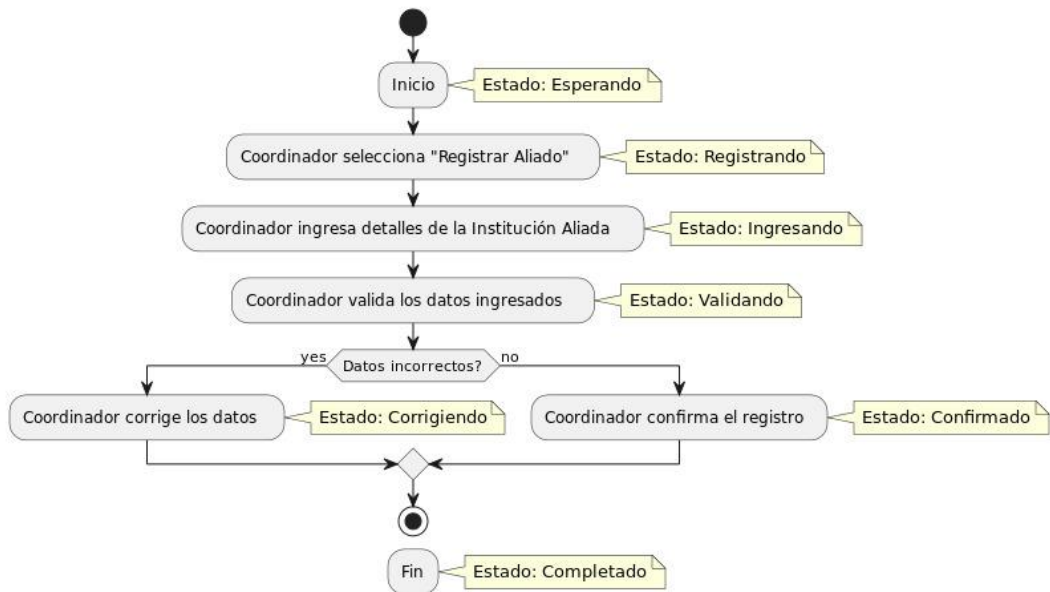 Inicio
Estado: Esperando
Coordinador selecciona "Registrar Aliado"
Estado: Registrando
Coordinador ingresa detalles de la Institución Aliada
Estado: Ingresando
Coordinador valida los datos ingresados
Estado: Validando
yes
Datos incorrectos?
no
Coordinador corrige los datos
Estado: Corrigiendo
Coordinador confirma el registro
Estado: Confirmado
Fin
Estado: Completado